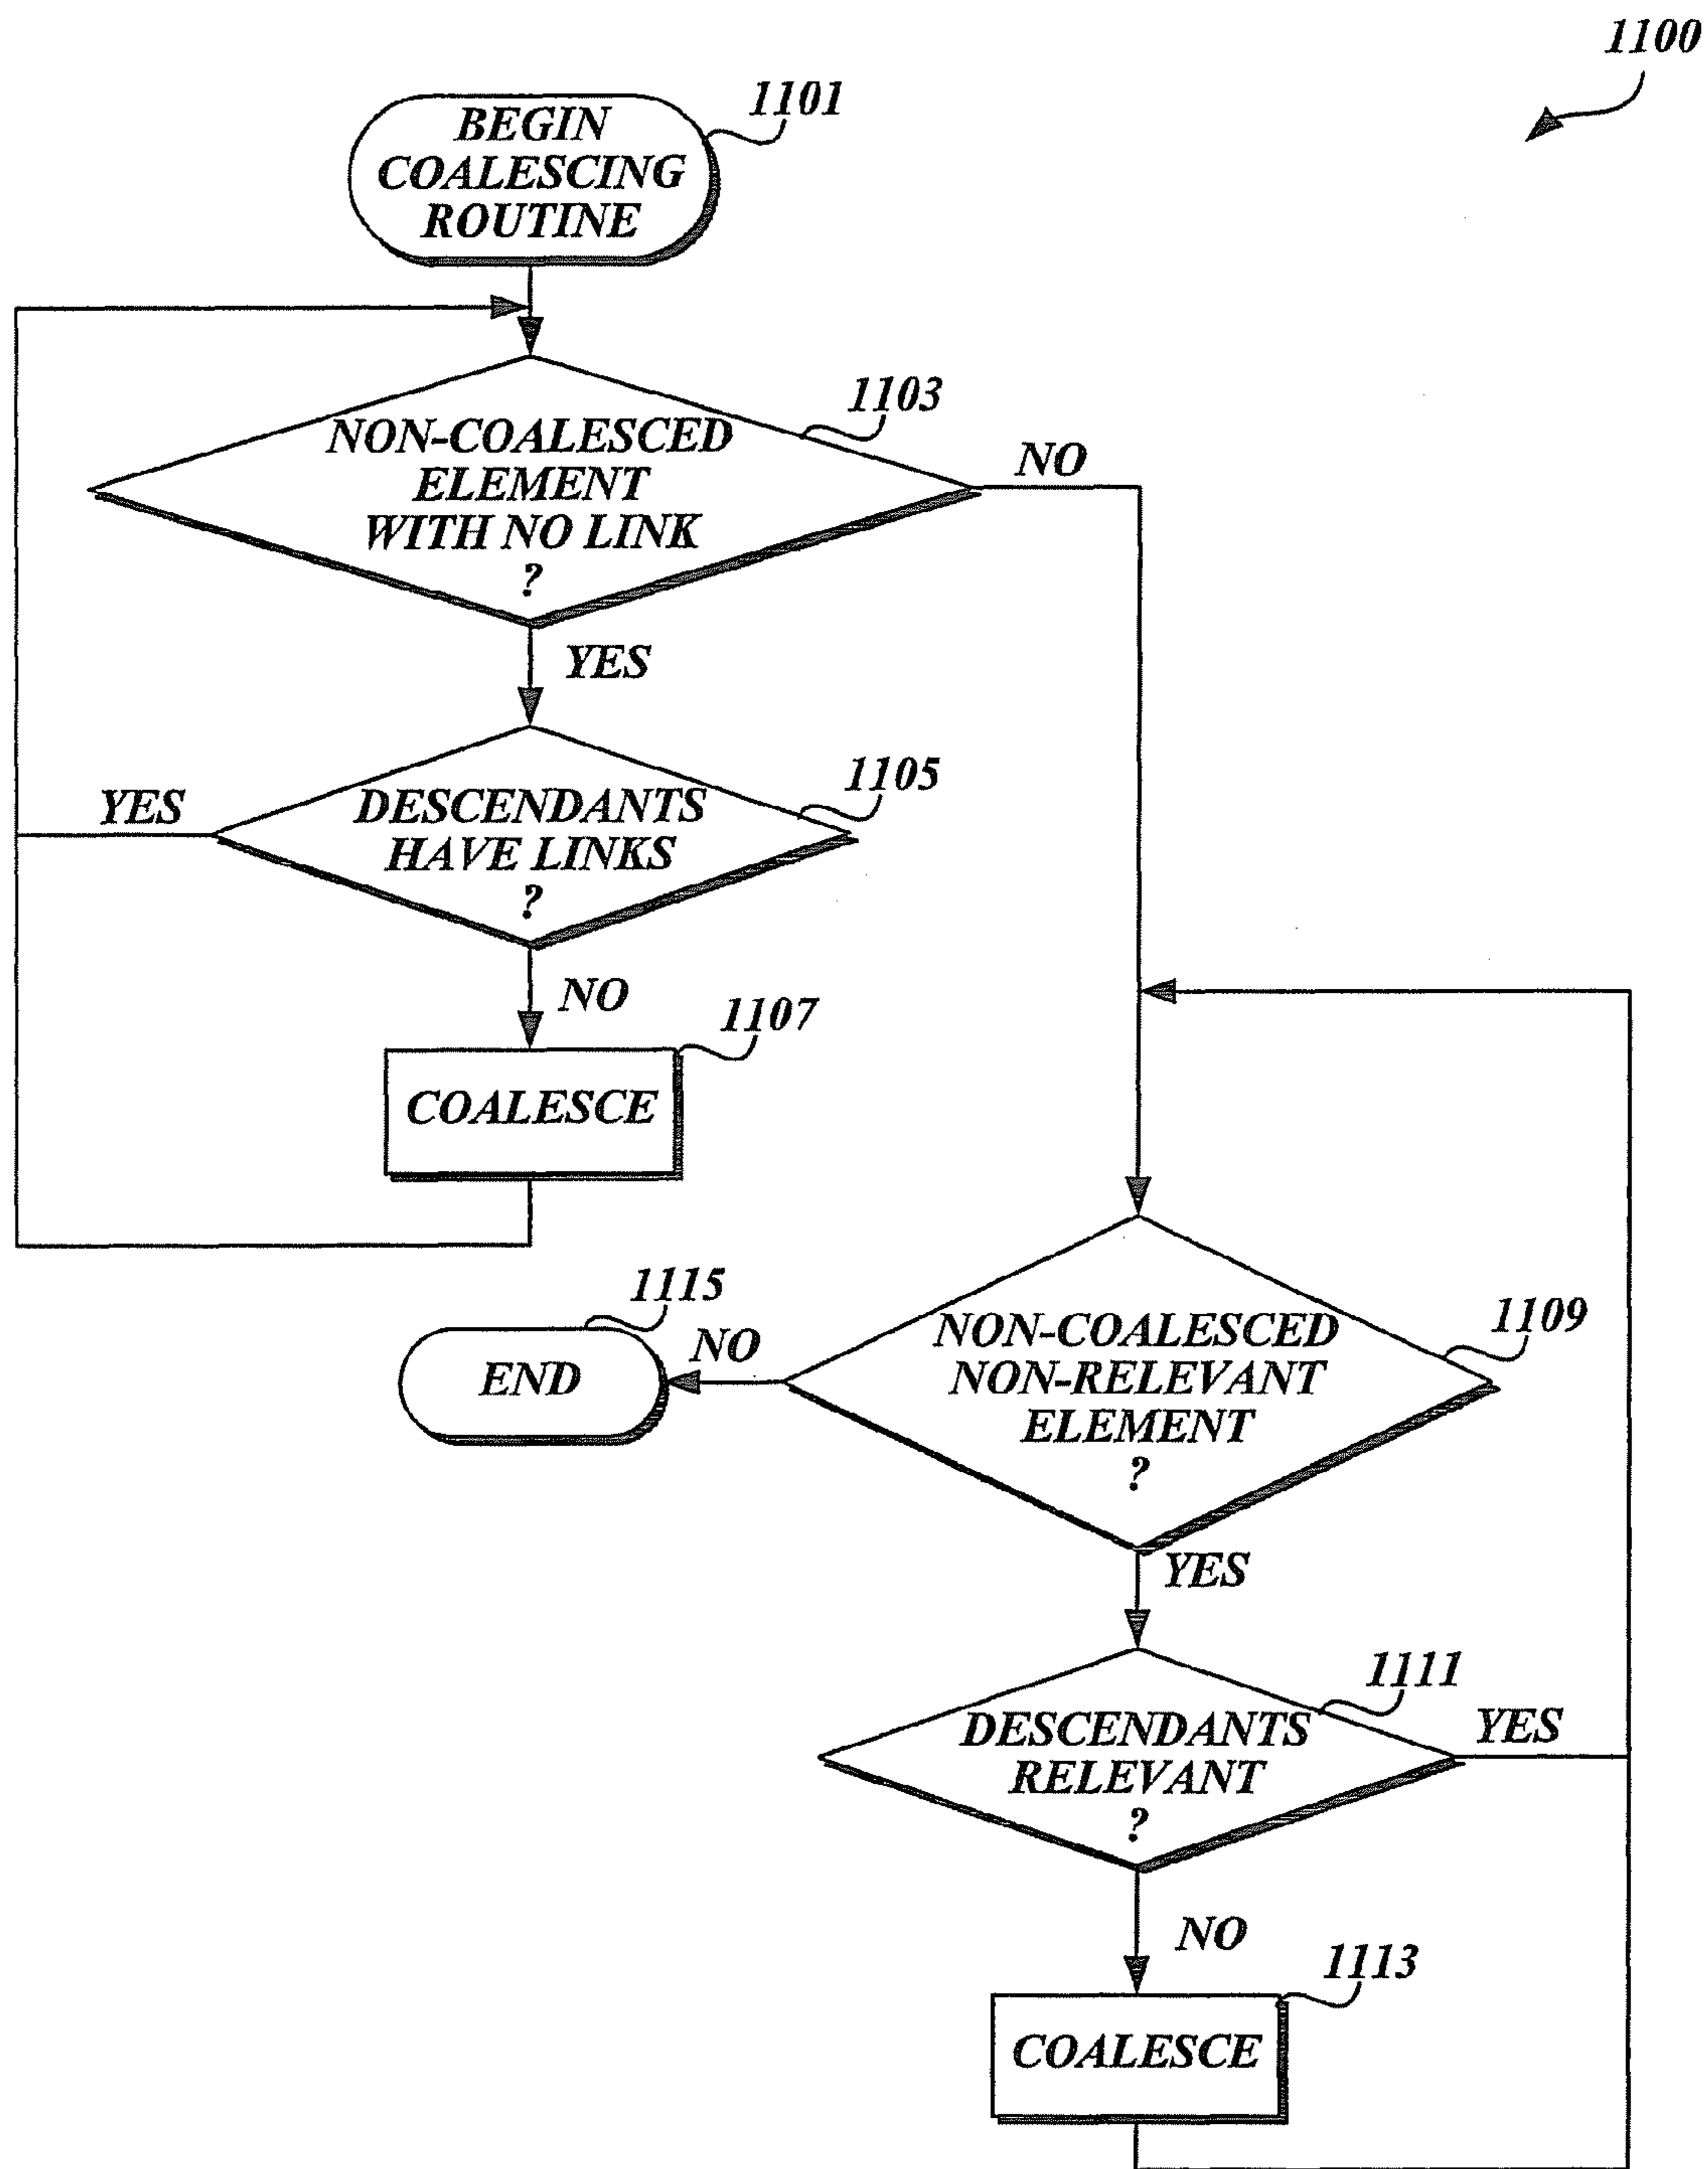 1100
1101
BEGIN
COALESCING
ROUTINE
1103
NON-COALESCED
ELEMENT
WITH NO LINK
?
NO
YES
1105
YES
DESCENDANTS
HAVE LINKS
?
NO
1107
COALESCE
1115
END
NO
1109
NON-COALESCED
NON-RELEVANT
ELEMENT
?
YES
1111
DESCENDANTS
RELEVANT
?
YES
NO
1113
COALESCE